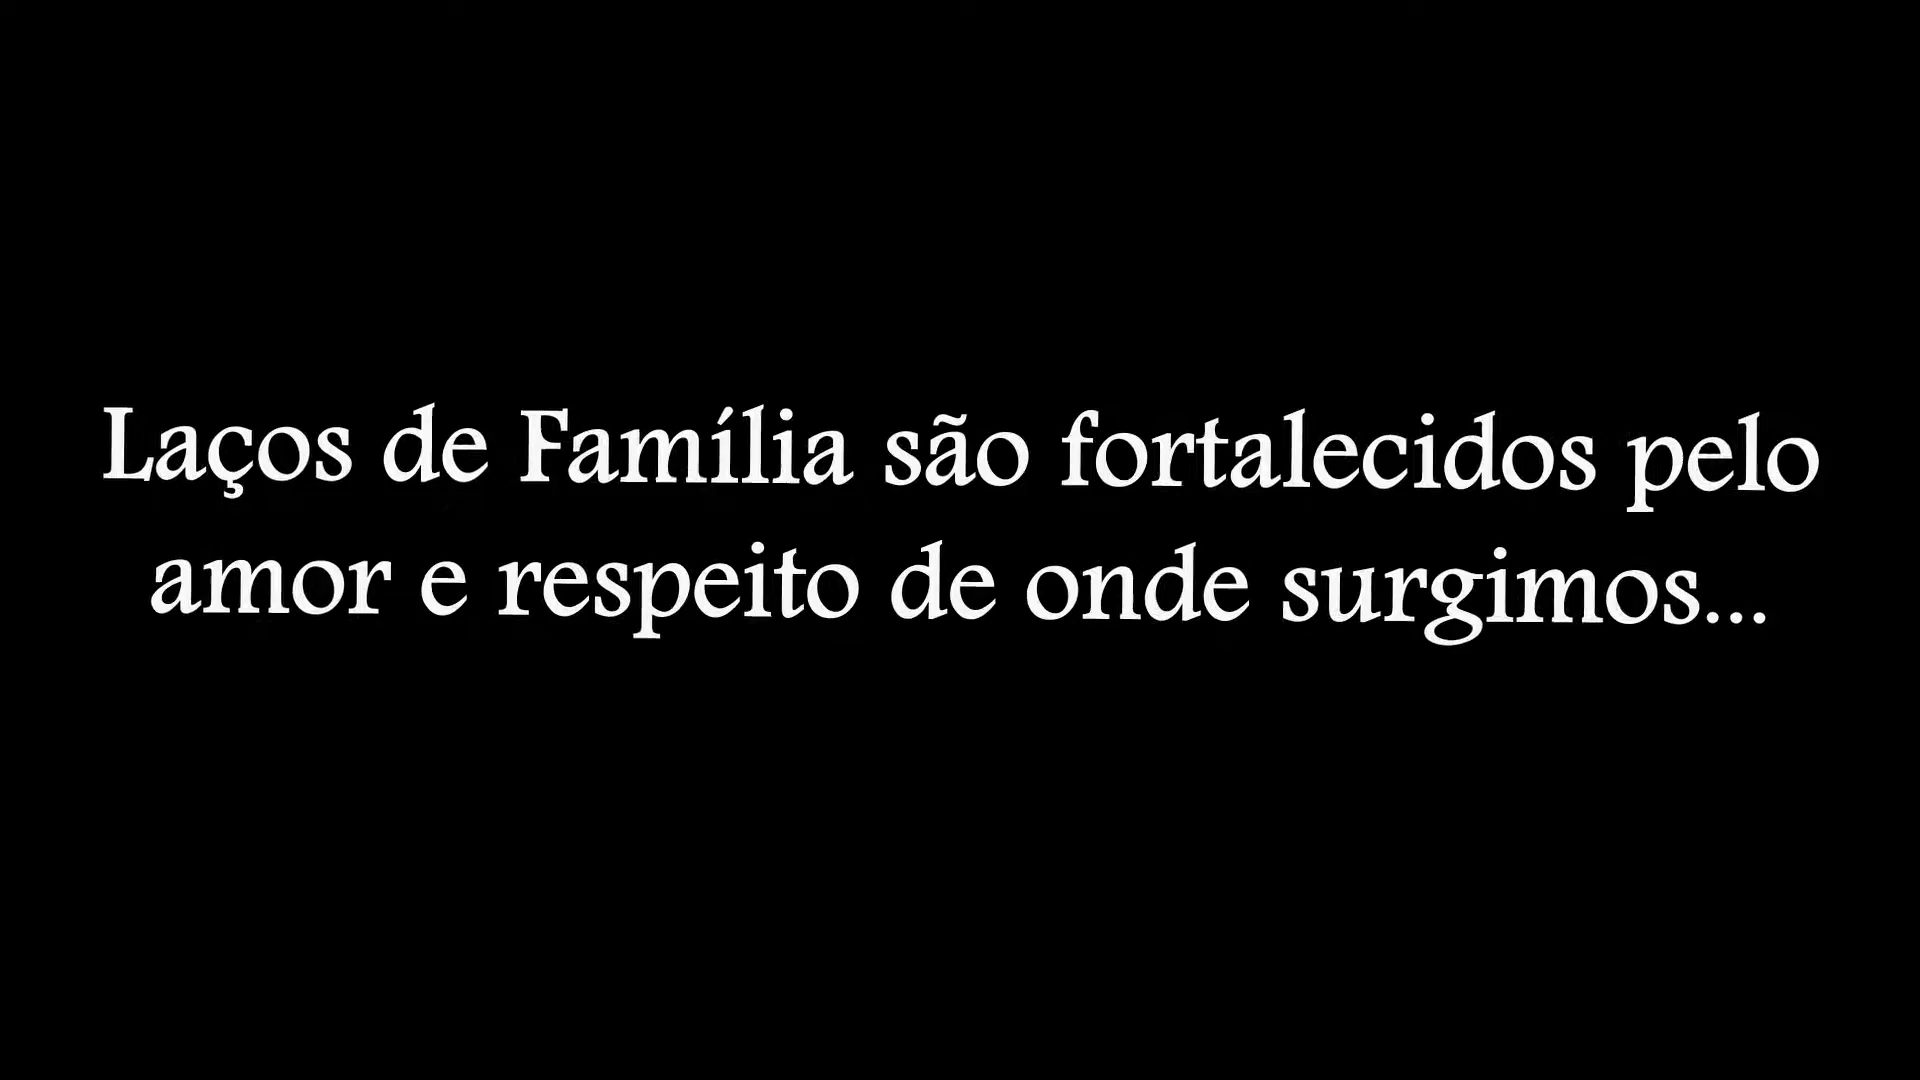 Laços de Família são fortalecidos pelo
amor e respeito de onde surgimos...